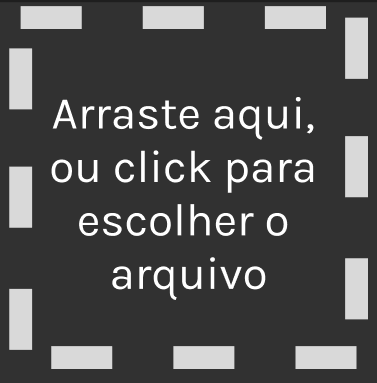 Arraste aqui,
ou click para
escolher o
arquivo